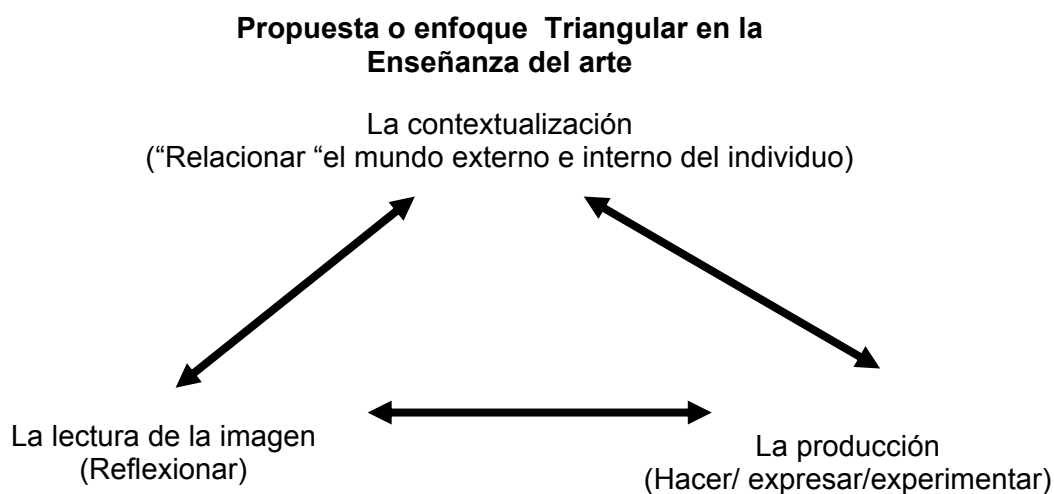 Propuesta o enfoque  Triangular en la
Enseñanza del arte
La contextualización
(“Relacionar “el mundo externo e interno del individuo)
La lectura de la imagen
(Reflexionar)
La producción
(Hacer/ expresar/experimentar)